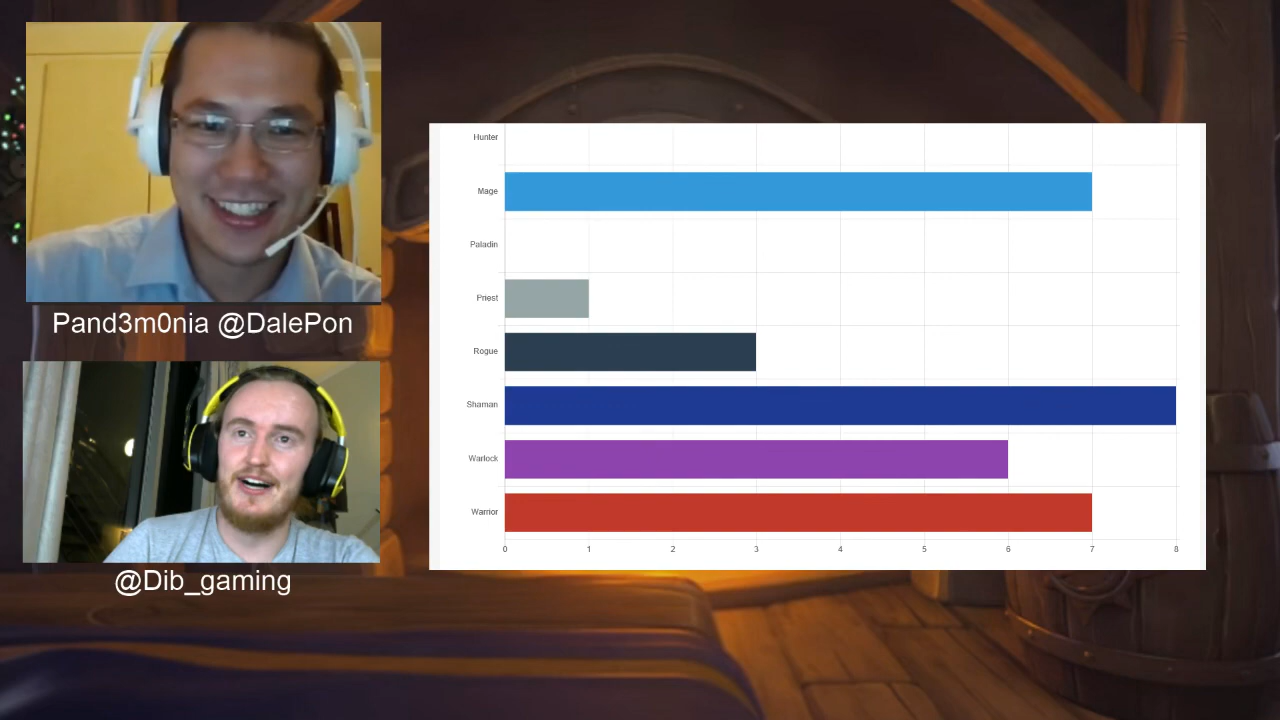 Pand3m0nia @DalePon
@Dib_gaming
Hunter
Mage
Paladin
Priest
Rogue
Shaman
Warlock
Warrior
0 1 2 3 4 5 6 7 8